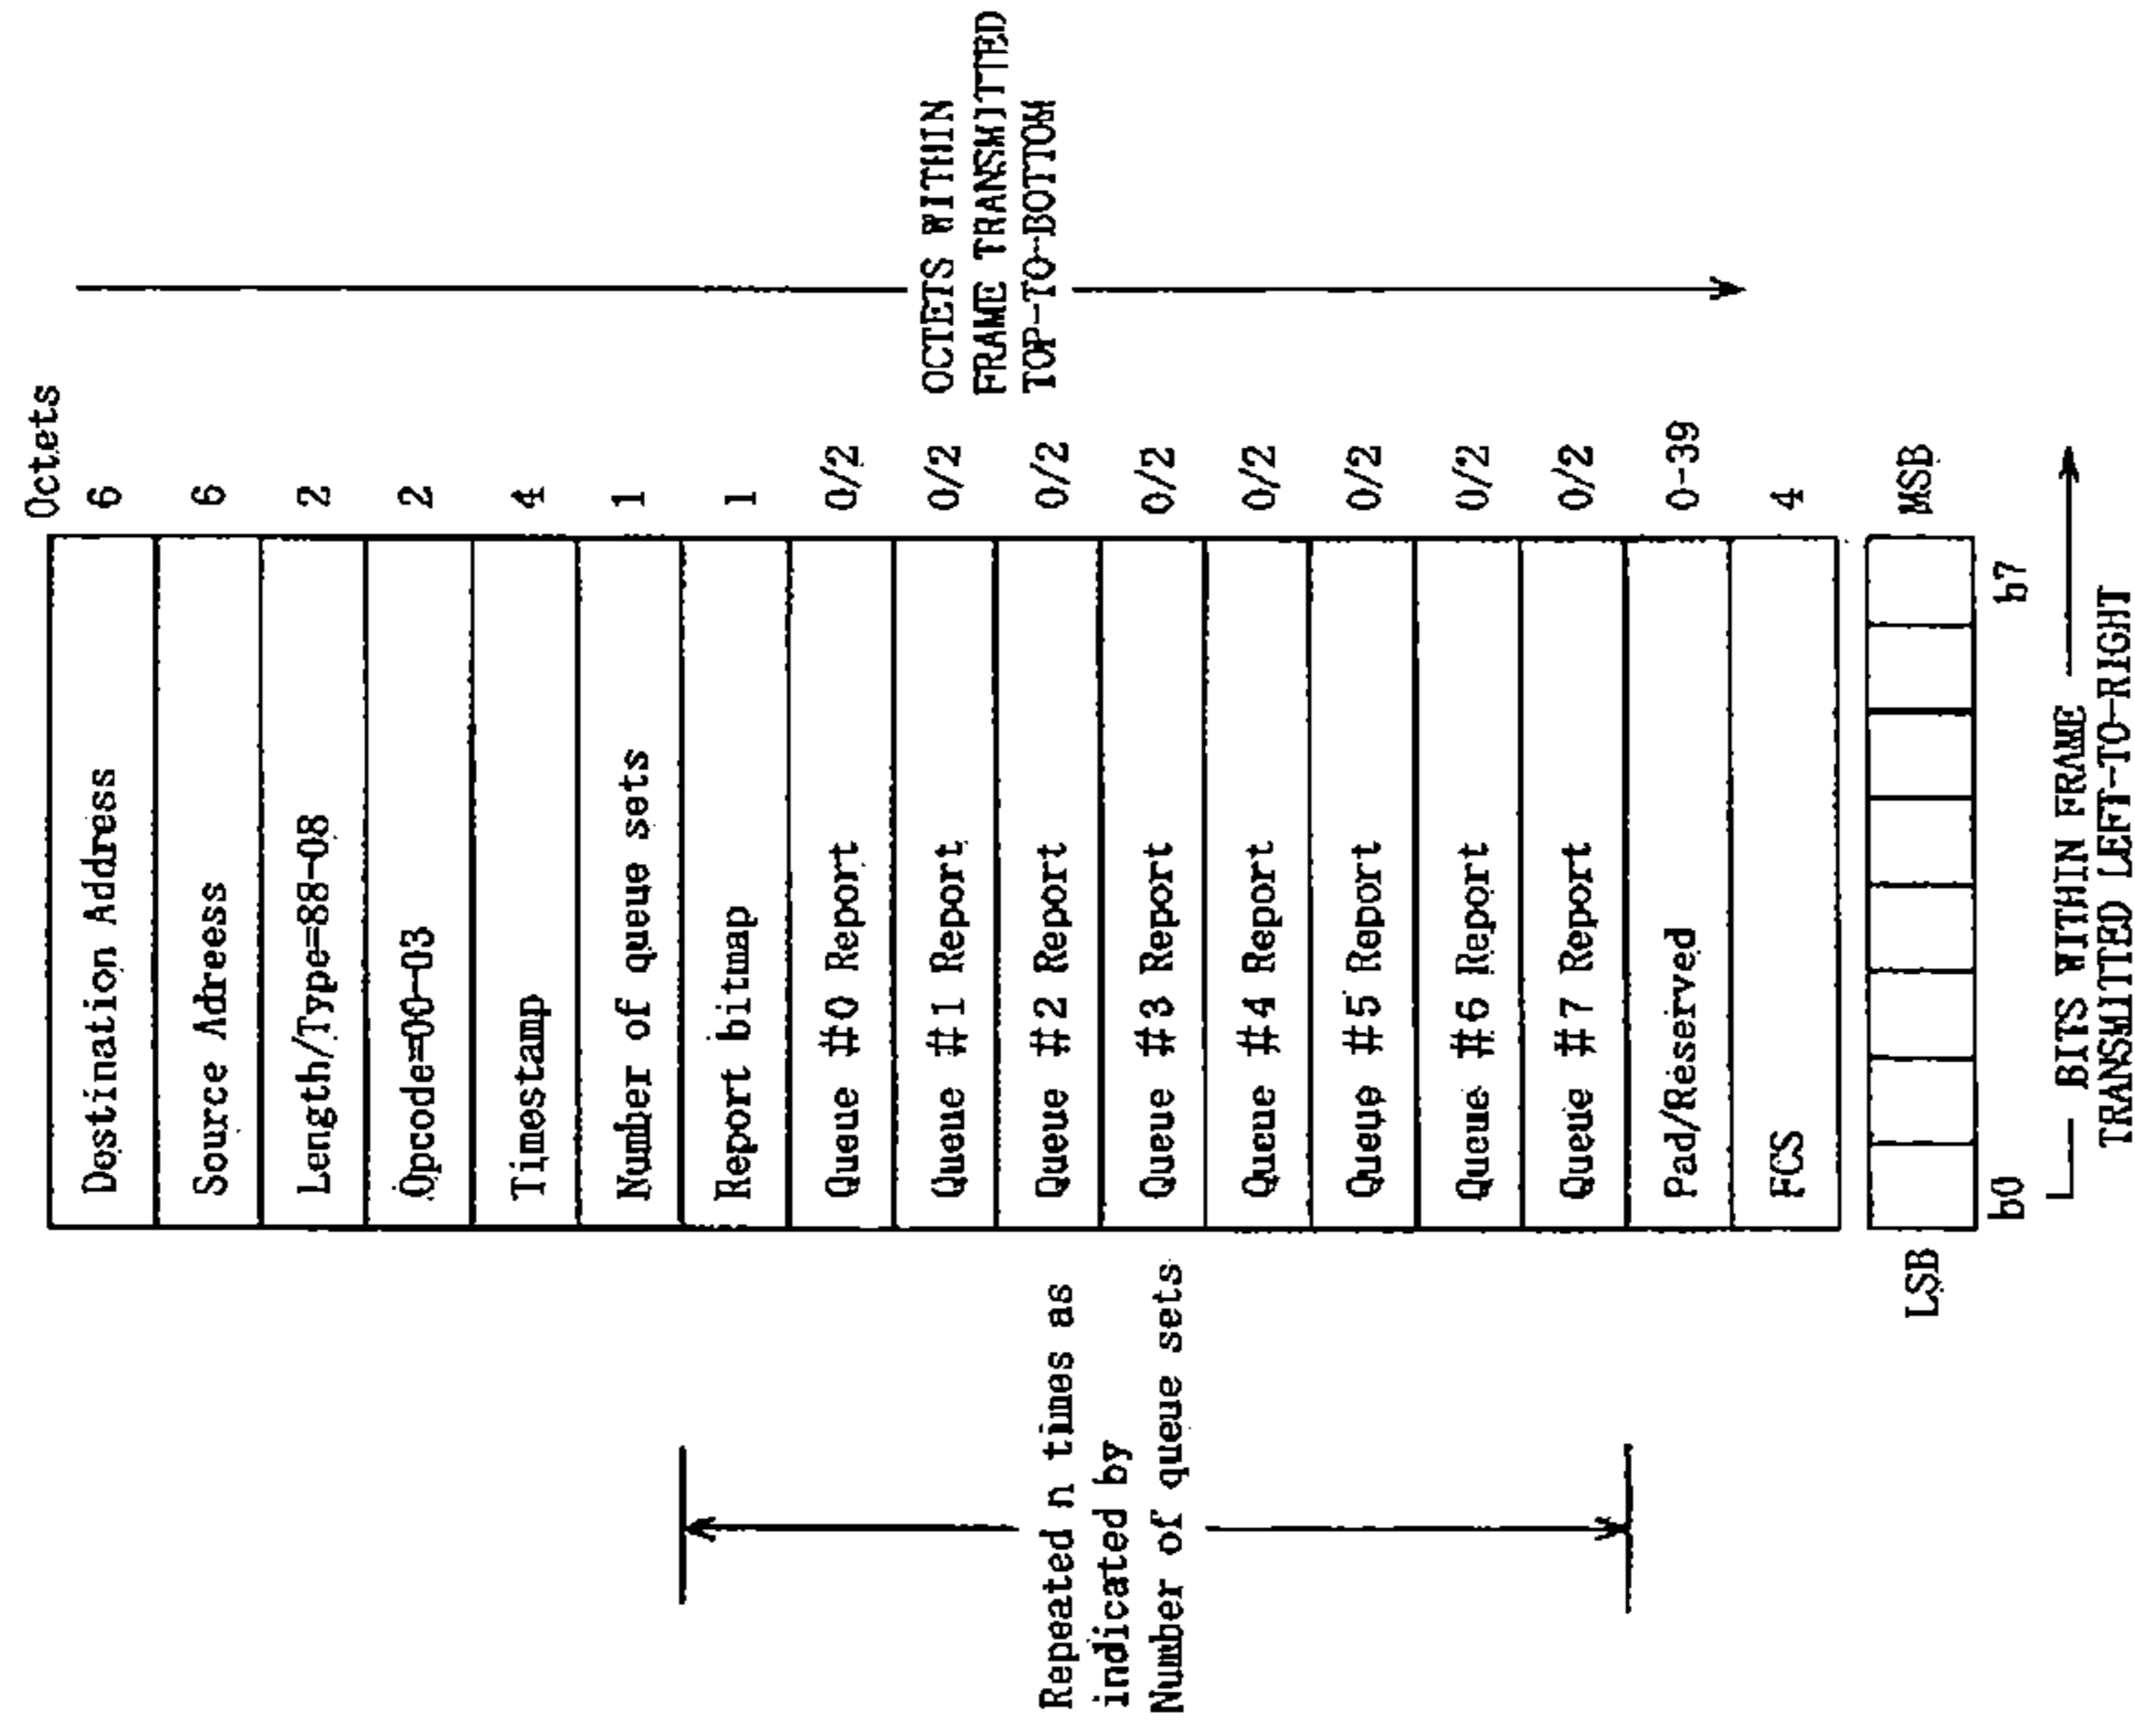 Octets
Destination Address 6
Source Adress 6
Length/Type=88-08 2
Opcode=00-03 2
Timestamp 4
Number of queue sets 1
Report bitmap 1
Queue #0 Report 0/2
Queue #1 Report 0/2
Queue #2 Report 0/2
Queue #3 Report 0/2
Queue #4 Report 0/2
Queue #5 Report 0/2
Queue #6 Report 0/2
Queue #7 Report 0/2
Pad/Reserved 0-39
FCS 4
Repeated n times as
indicated by
Number of queue sets
OCTETS WITHIN
FRAME TRANSMITTED
TOP-TO-BOTTOM
LSB MSB
b0 b7
BITS WITHIN FRAME
TRANSMITTED LEFT-TO-RIGHT